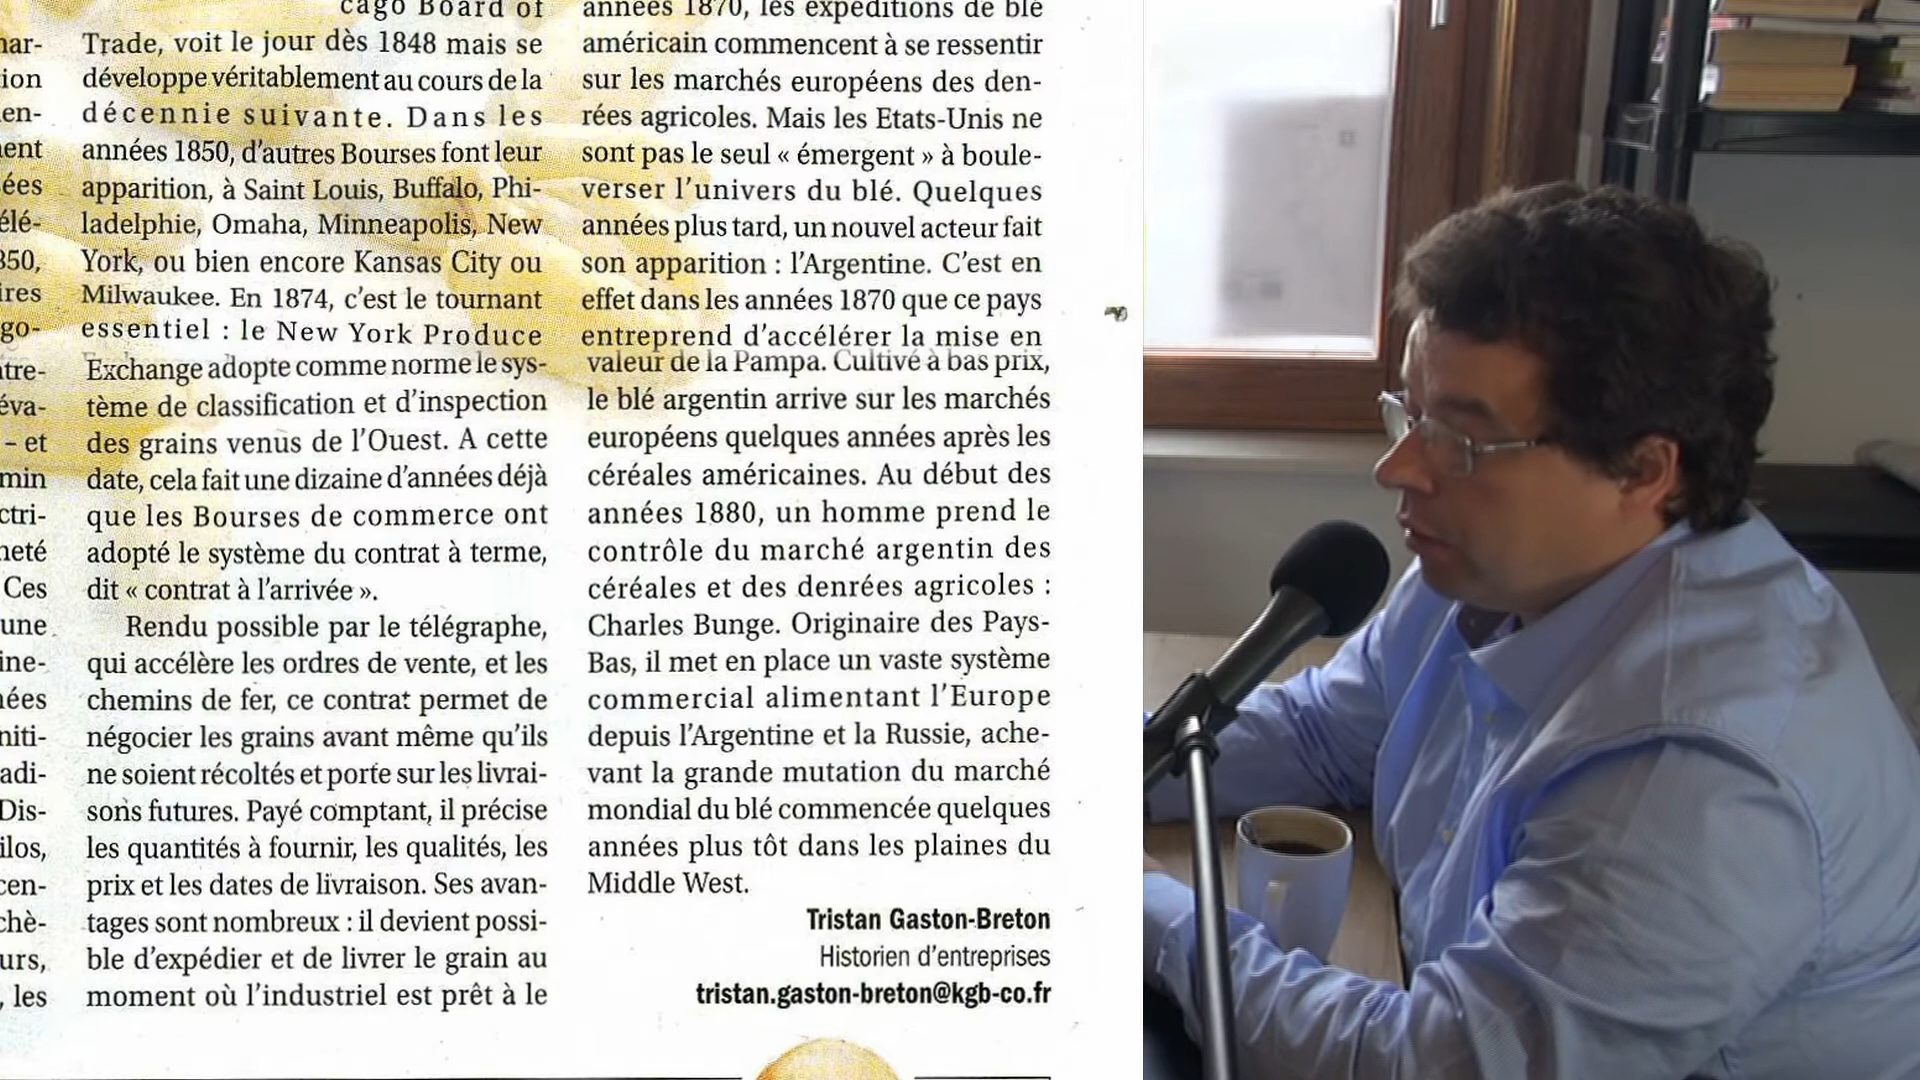 cago Board of
Trade, voit le jour dès 1848 mais se
développe véritablement au cours de la
décennie suivante. Dans les
années 1850, d'autres Bourses font leur
apparition, à Saint Louis, Buffalo, Phi-
ladelphie, Omaha, Minneapolis, New
York, ou bien encore Kansas City ou
Milwaukee. En 1874, c'est le tournant
essentiel : le New York Produce
Exchange adopte comme norme le sys-
tème de classification et d'inspection
des grains venus de l'Ouest. A cette
date, cela fait une dizaine d'années déjà
que les Bourses de commerce ont
adopté le système du contrat à terme,
dit « contrat à l'arrivée ».
Rendu possible par le télégraphe,
qui accélère les ordres de vente, et les
chemins de fer, ce contrat permet de
négocier les grains avant même qu'ils
ne soient récoltés et porte sur les livrai-
sons futures. Payé comptant, il précise
les quantités à fournir, les qualités, les
prix et les dates de livraison. Ses avan-
tages sont nombreux : il devient possi-
ble d'expédier et de livrer le grain au
moment où l'industriel est prêt à le
années 1870, les expéditions de blé
américain commencent à se ressentir
sur les marchés européens des den-
rées agricoles. Mais les Etats-Unis ne
sont pas le seul « émergent » à boule-
verser l'univers du blé. Quelques
années plus tard, un nouvel acteur fait
son apparition : l'Argentine. C'est en
effet dans les années 1870 que ce pays
entreprend d'accélérer la mise en
valeur de la Pampa. Cultivé à bas prix,
le blé argentin arrive sur les marchés
européens quelques années après les
céréales américaines. Au début des
années 1880, un homme prend le
contrôle du marché argentin des
céréales et des denrées agricoles :
Charles Bunge. Originaire des Pays-
Bas, il met en place un vaste système
commercial alimentant l'Europe
depuis l'Argentine et la Russie, ache-
vant la grande mutation du marché
mondial du blé commencée quelques
années plus tôt dans les plaines du
Middle West.
Tristan Gaston-Breton
Historien d'entreprises
tristan.gaston-breton@kgb-co.fr